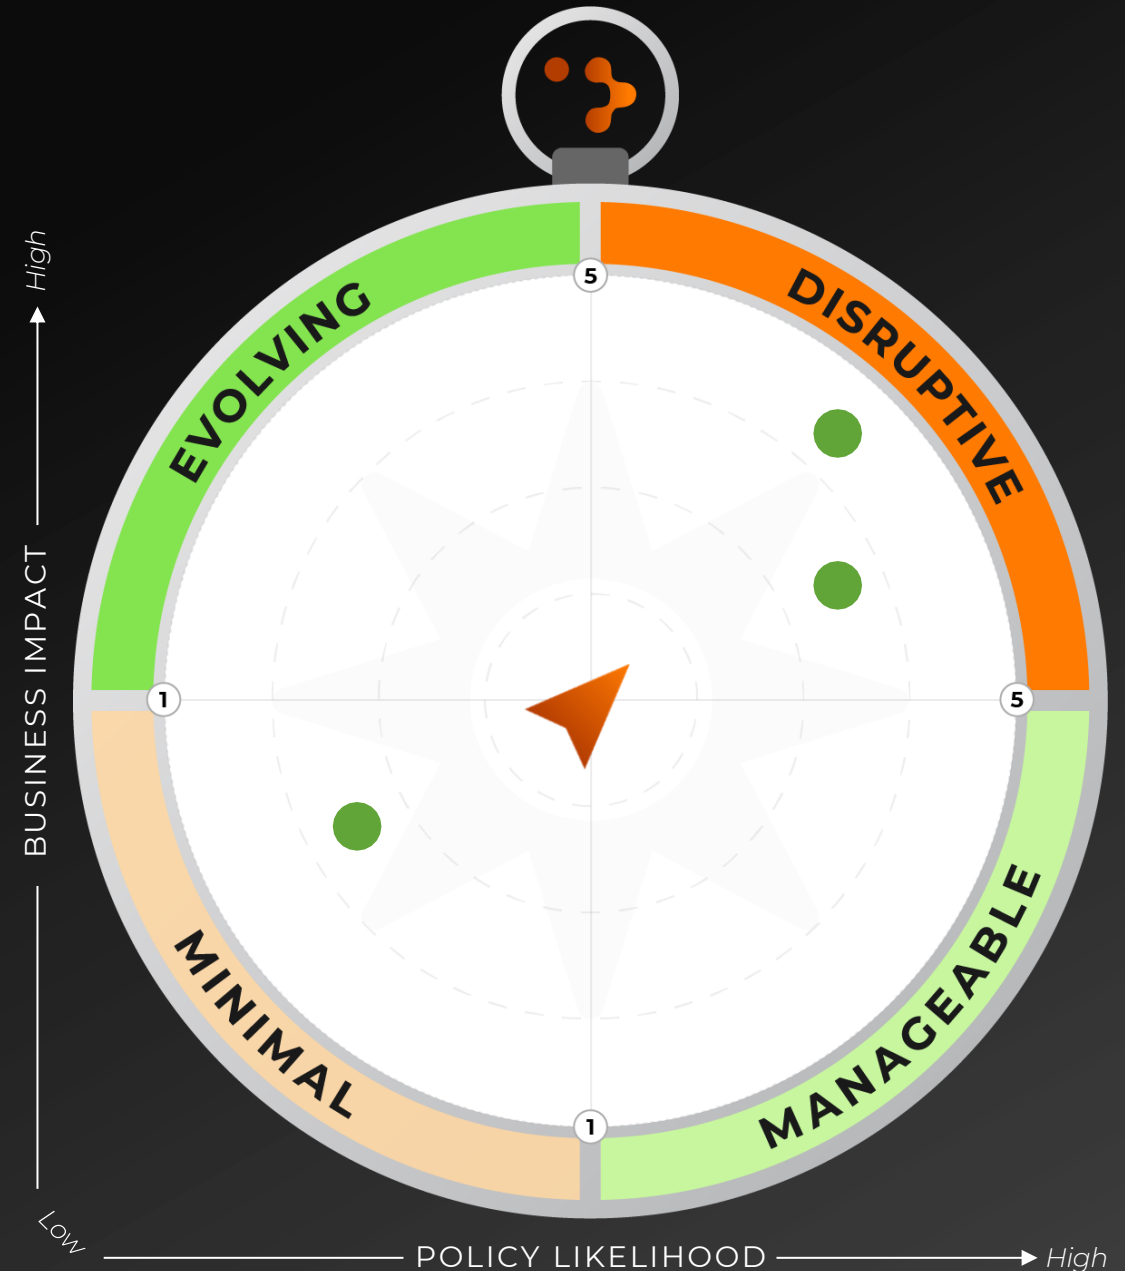 5
EVOLVING
DISRUPTIVE
High
BUSINESS IMPACT
1
5
MINIMAL
MANAGEABLE
1
Low
POLICY LIKELIHOOD
High